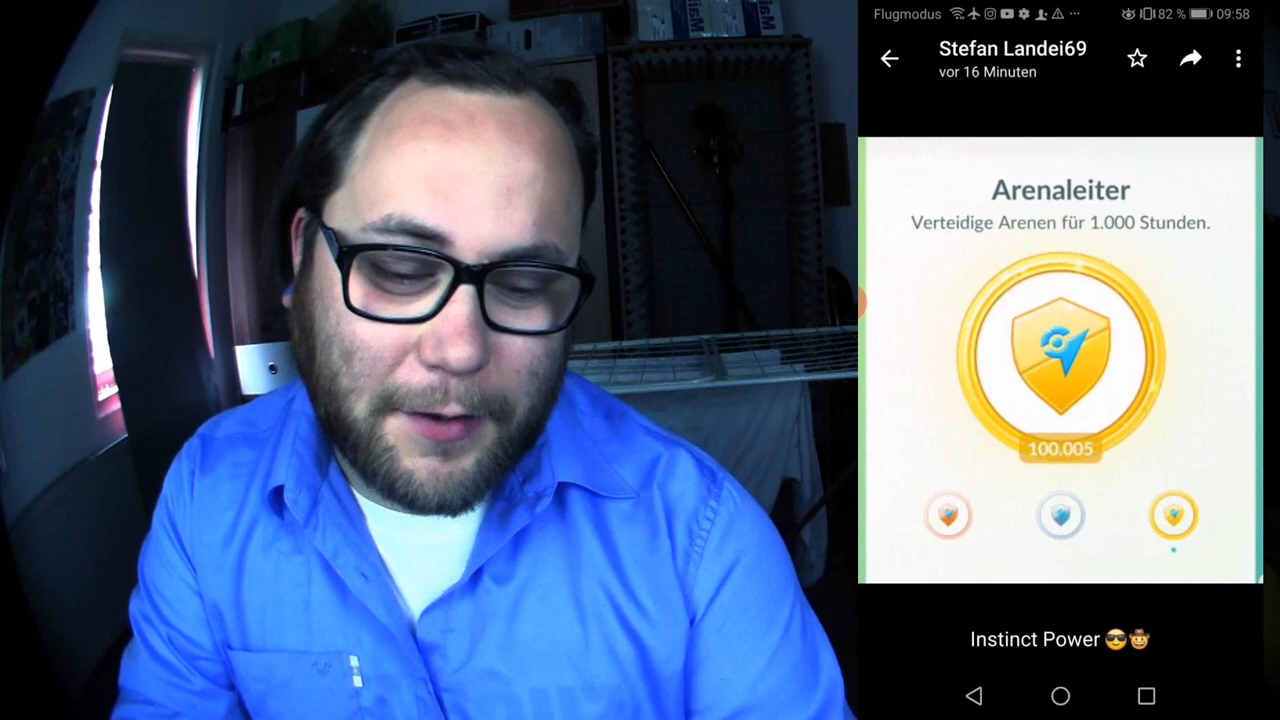 Flugmodus
82 %
09:58
Stefan Landei69
vor 16 Minuten
Arenaleiter
Verteidige Arenen für 1.000 Stunden.
100.005
Instinct Power 😎🤠